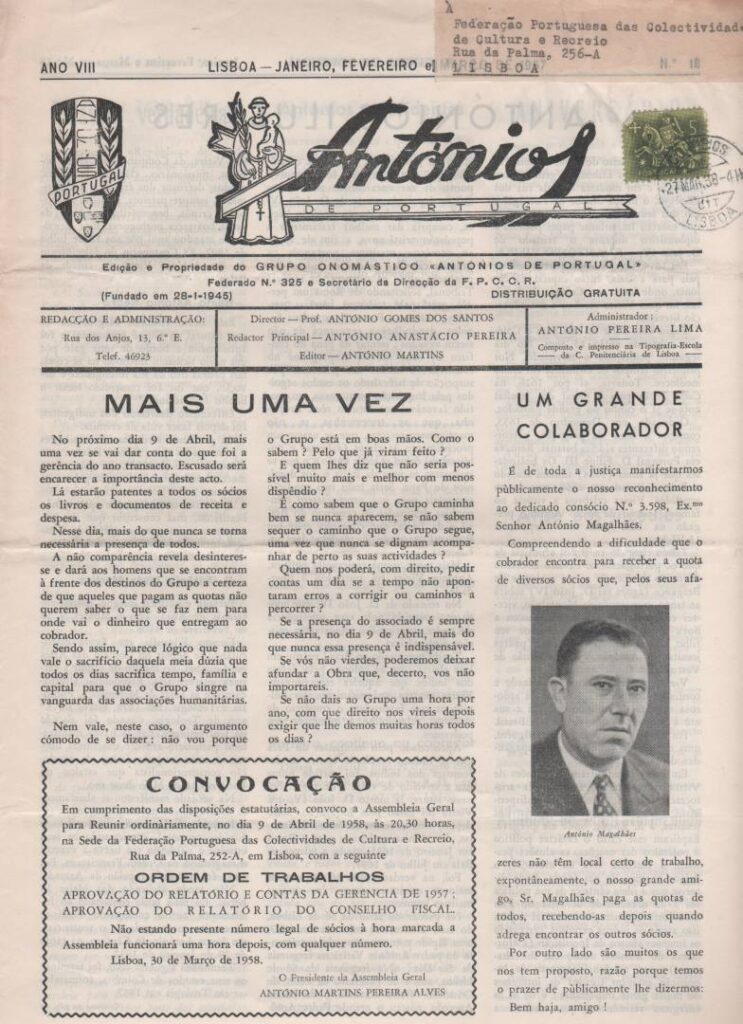 À
Federação Portuguesa das Colectividad
de Cultura e Recreio
Rua da Palma, 256-A
LISBOA
ANO VIII
LISBOA — JANEIRO, FEVEREIRO e
N.º 18
PORTUGAL
Antónios
DE PORTUGAL
5
27 MAR. 58-4
CTT
LISBOA
Edição e Propriedade do GRUPO ONOMÁSTICO «ANTÓNIOS DE PORTUGAL»
Federado N.º 325 e Secretário da Direcção da F. P. C. C. R.
(Fundado em 28-1-1945)
DISTRIBUIÇÃO GRATUITA
REDACÇÃO E ADMINISTRAÇÃO:
Rua dos Anjos, 13, 6.º E.
Telef. 46923
Director — Prof. ANTÓNIO GOMES DOS SANTOS
Redactor Principal — ANTÓNIO ANASTÁCIO PEREIRA
Editor — ANTÓNIO MARTINS
Administrador:
ANTÓNIO PEREIRA LIMA
Composto e impresso na Tipografia-Escola
da C. Penitenciária de Lisboa
MAIS UMA VEZ
No próximo dia 9 de Abril, mais
uma vez se vai dar conta do que foi a
gerência do ano transacto. Escusado será
encarecer a importância deste acto.
Lá estarão patentes a todos os sócios
os livros e documentos de receita e
despesa.
Nesse dia, mais do que nunca se torna
necessária a presença de todos.
A não comparência revela desinteres-
se e dará aos homens que se encontram
à frente dos destinos do Grupo a certeza
de que aqueles que pagam as quotas não
querem saber o que se faz nem para
onde vai o dinheiro que entregam ao
cobrador.
Sendo assim, parece lógico que nada
vale o sacrifício daquela meia dúzia que
todos os dias sacrifica tempo, família e
capital para que o Grupo singre na
vanguarda das associações humanitárias.
Nem vale, neste caso, o argumento
cómodo de se dizer: não vou porque
o Grupo está em boas mãos. Como o
sabem ? Pelo que já viram feito ?
E quem lhes diz que não seria pos-
sível muito mais e melhor com menos
dispêndio ?
E como sabem que o Grupo caminha
bem se nunca aparecem, se não sabem
sequer o caminho que o Grupo segue,
uma vez que nunca se dignam acompa-
nhar de perto as suas actividades ?
Quem nos poderá, com direito, pedir
contas um dia se a tempo não apon-
taram erros a corrigir ou caminhos a
percorrer ?
Se a presença do associado é sempre
necessária, no dia 9 de Abril, mais do
que nunca essa presença é indispensável.
Se vós não vierdes, poderemos deixar
afundar a Obra que, decerto, vos não
importareis.
Se não dais ao Grupo uma hora por
ano, com que direito nos vireis depois
exigir que lhe demos muitas horas todos
os dias ?
CONVOCAÇÃO
Em cumprimento das disposições estatutárias, convoco a Assembleia Geral
para Reunir ordinàriamente, no dia 9 de Abril de 1958, às 20,30 horas,
na Sede da Federação Portuguesa das Colectividades de Cultura e Recreio,
Rua da Palma, 252-A, em Lisboa, com a seguinte
ORDEM DE TRABALHOS
APROVAÇÃO DO RELATÓRIO E CONTAS DA GERÊNCIA DE 1957;
APROVAÇÃO DO RELATÓRIO DO CONSELHO FISCAL.
Não estando presente número legal de sócios à hora marcada a
Assembleia funcionará uma hora depois, com qualquer número.
Lisboa, 30 de Março de 1958.
O Presidente da Assembleia Geral
ANTÓNIO MARTINS PEREIRA ALVES
UM GRANDE
COLABORADOR
É de toda a justiça manifestarmos
pùblicamente o nosso reconhecimento
ao dedicado consócio N.º 3.598, Ex.mo
Senhor António Magalhães.
Compreendendo a dificuldade que o
cobrador encontra para receber a quota
de diversos sócios que, pelos seus afa-
António Magalhães
zeres não têm local certo de trabalho,
expontâneamente, o nosso grande ami-
go, Sr. Magalhães paga as quotas de
todos, recebendo-as depois quando
adrega encontrar os outros sócios.
Por outro lado são muitos os que
nos tem proposto, razão porque temos
o prazer de pùblicamente lhe dizermos:
Bem haja, amigo !